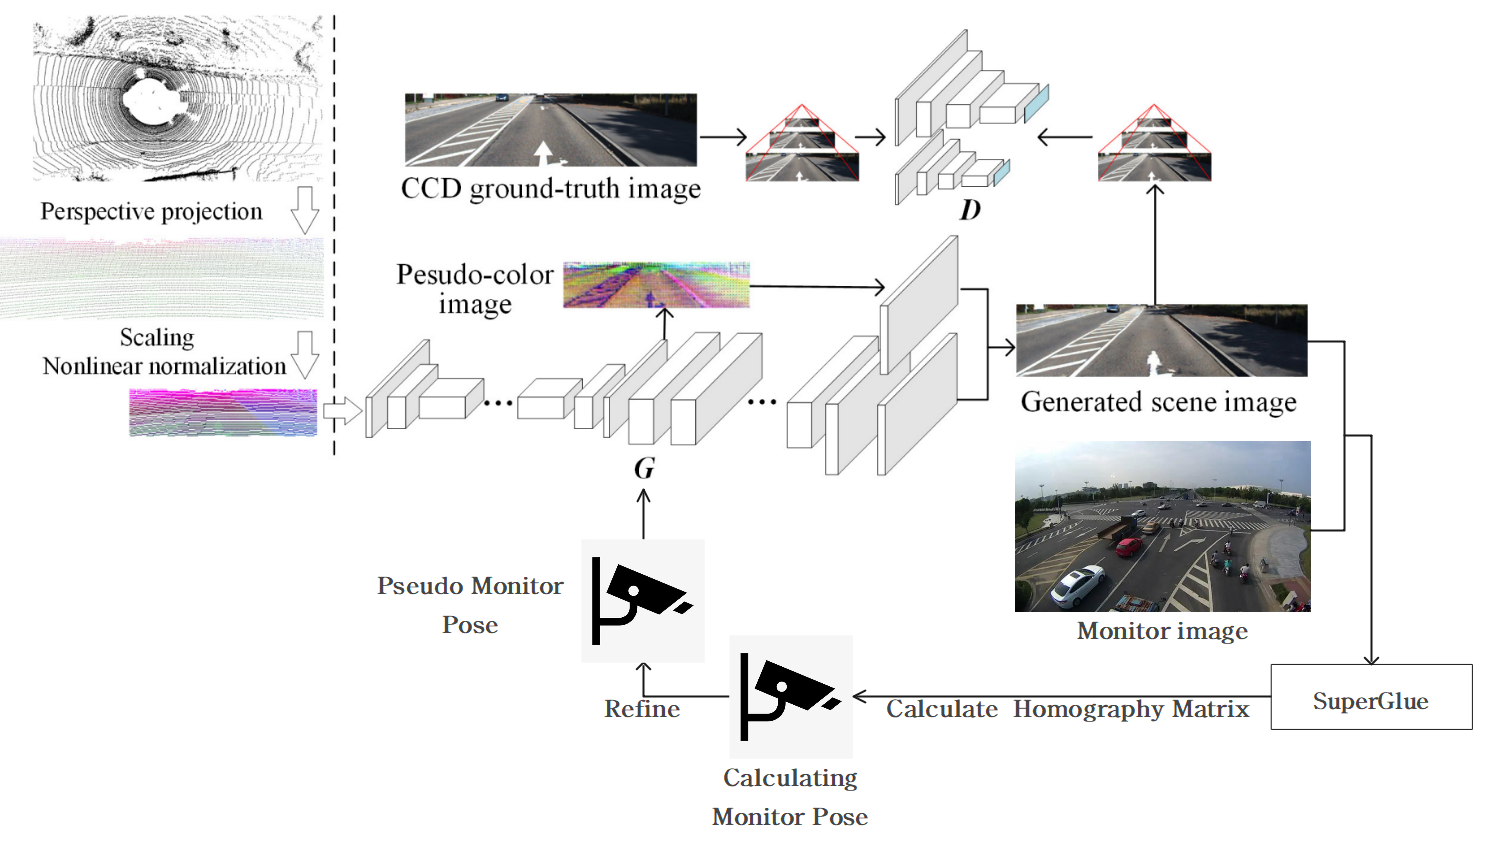 CCD ground-truth image
D
Perspective projection
Pesudo-color
image
Scaling
Nonlinear normalization
...
...
G
Generated scene image
Monitor image
Pseudo Monitor
Pose
Refine
Calculate Homography Matrix
SuperGlue
Calculating
Monitor Pose